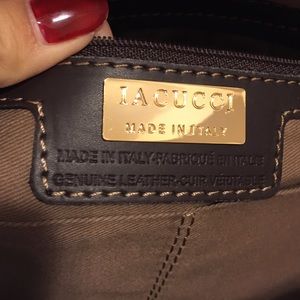 IACUCCI
MADE IN ITALY
MADE IN ITALY-FABRIQUÉ EN ITALIE
GENUINE LEATHER-CUIR VÉRITABLE